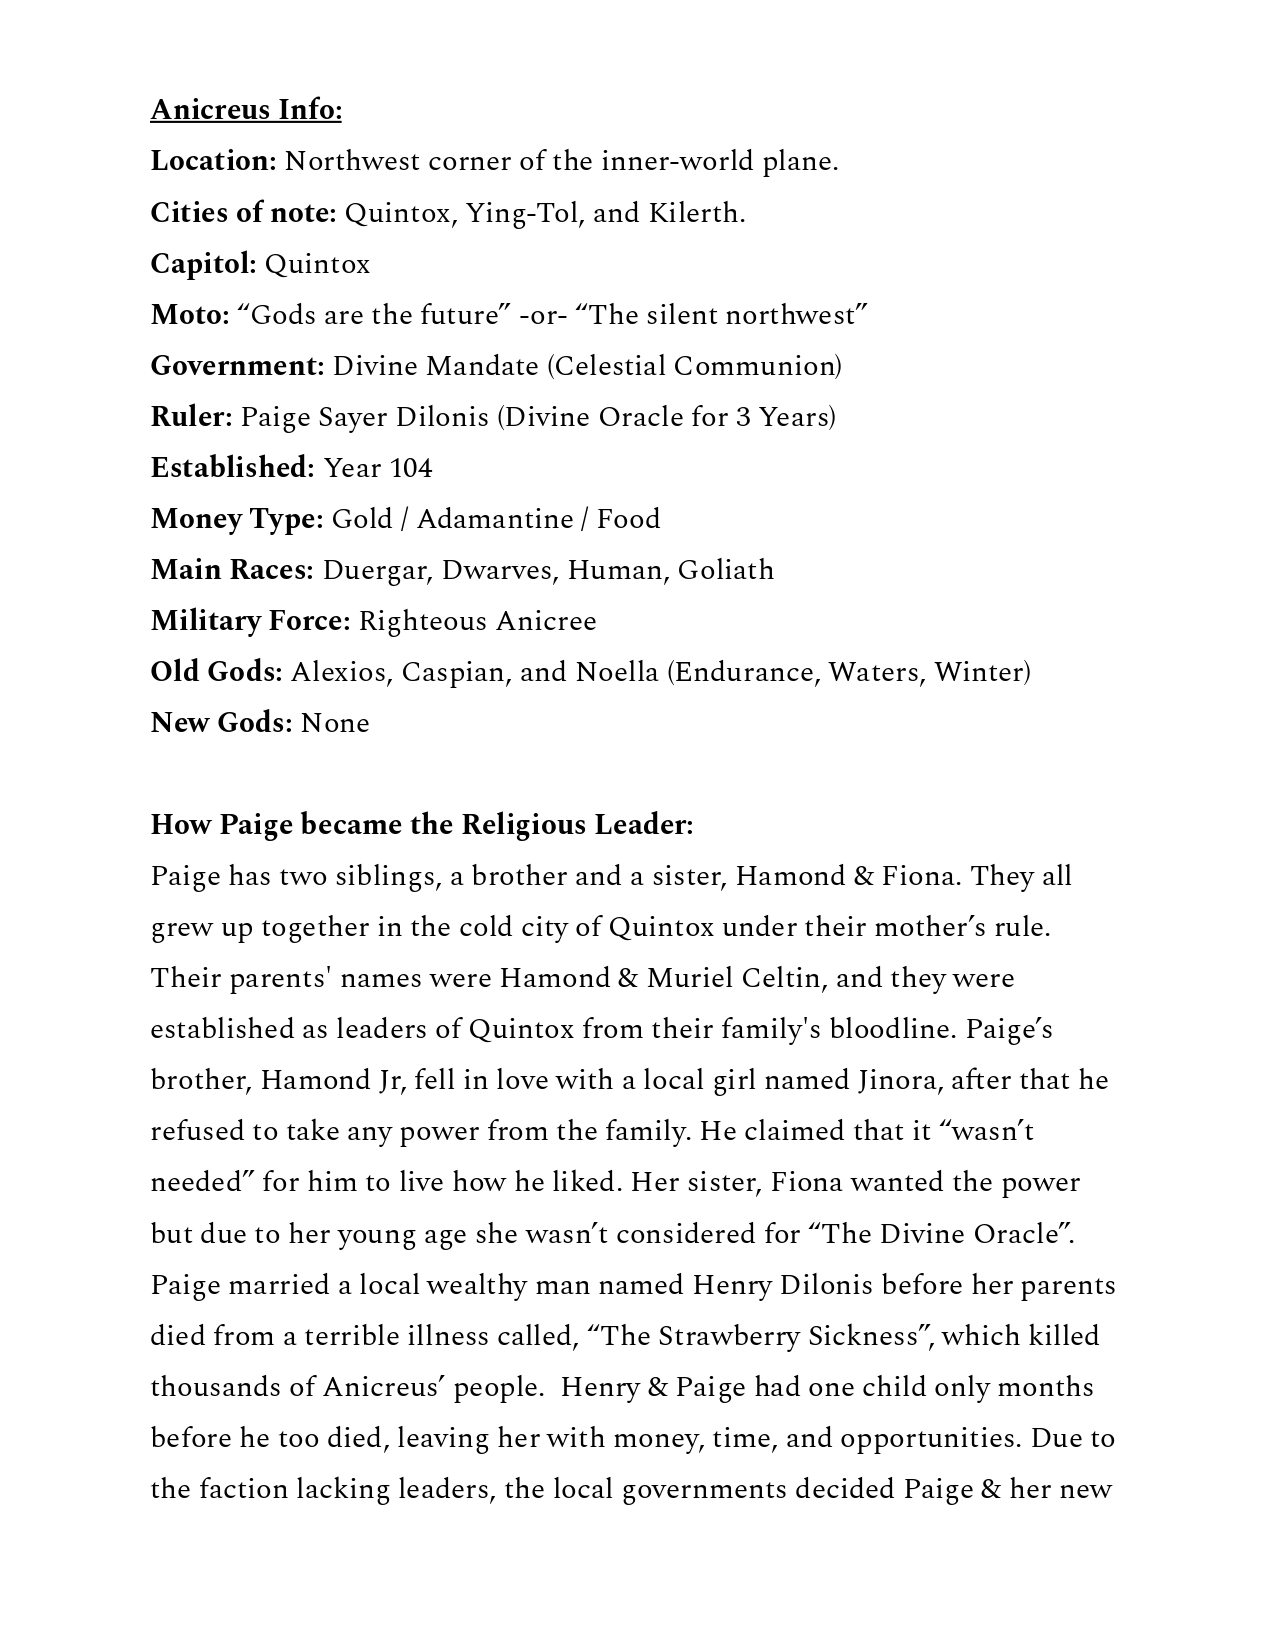 Anicreus Info:
Location: Northwest corner of the inner-world plane.
Cities of note: Quintox, Ying-Tol, and Kilerth.
Capitol: Quintox
Moto: “Gods are the future” -or- “The silent northwest”
Government: Divine Mandate (Celestial Communion)
Ruler: Paige Sayer Dilonis (Divine Oracle for 3 Years)
Established: Year 104
Money Type: Gold / Adamantine / Food
Main Races: Duergar, Dwarves, Human, Goliath
Military Force: Righteous Anicree
Old Gods: Alexios, Caspian, and Noella (Endurance, Waters, Winter)
New Gods: None
How Paige became the Religious Leader:
Paige has two siblings, a brother and a sister, Hamond & Fiona. They all
grew up together in the cold city of Quintox under their mother’s rule.
Their parents' names were Hamond & Muriel Celtin, and they were
established as leaders of Quintox from their family's bloodline. Paige’s
brother, Hamond Jr, fell in love with a local girl named Jinora, after that he
refused to take any power from the family. He claimed that it “wasn’t
needed” for him to live how he liked. Her sister, Fiona wanted the power
but due to her young age she wasn’t considered for “The Divine Oracle”.
Paige married a local wealthy man named Henry Dilonis before her parents
died from a terrible illness called, “The Strawberry Sickness”, which killed
thousands of Anicreus’ people.  Henry & Paige had one child only months
before he too died, leaving her with money, time, and opportunities. Due to
the faction lacking leaders, the local governments decided Paige & her new